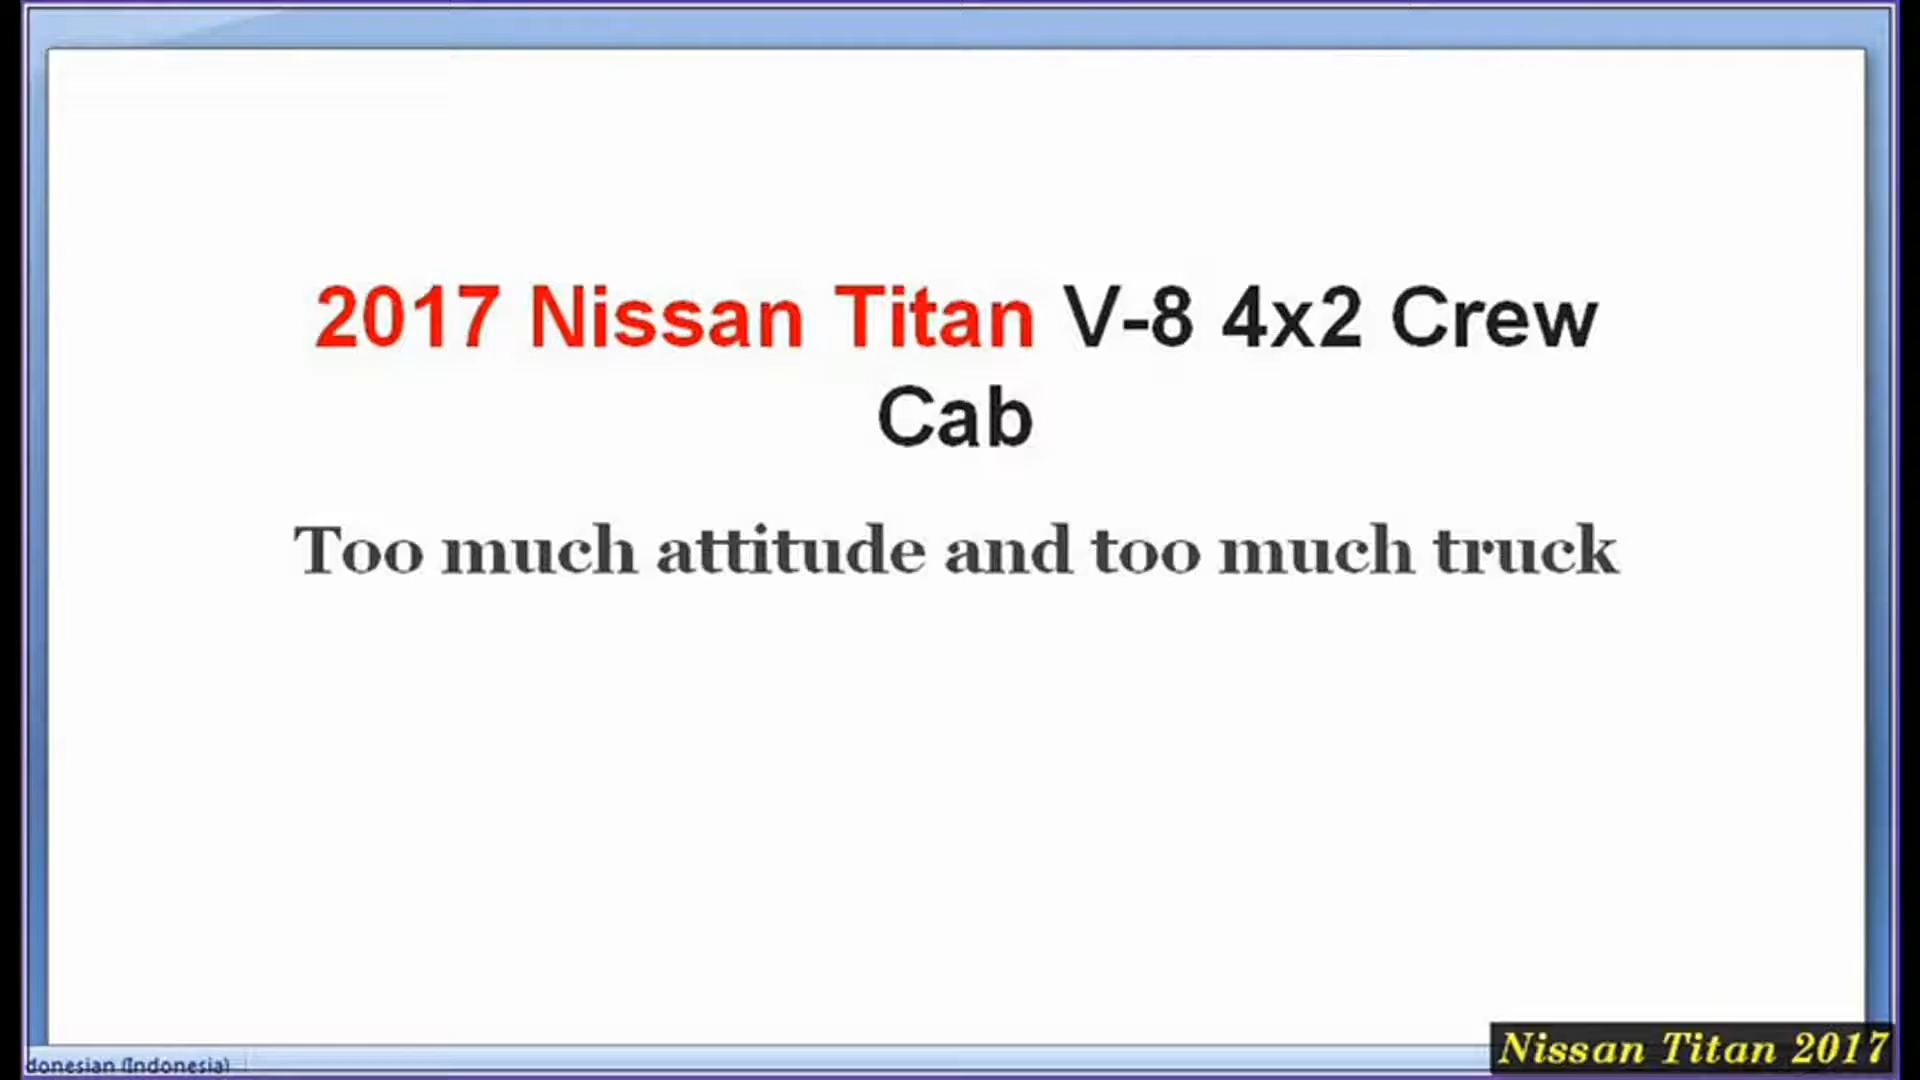 2017 Nissan Titan V-8 4x2 Crew
Cab
Too much attitude and too much truck
donesian (Indonesia)
Nissan Titan 2017